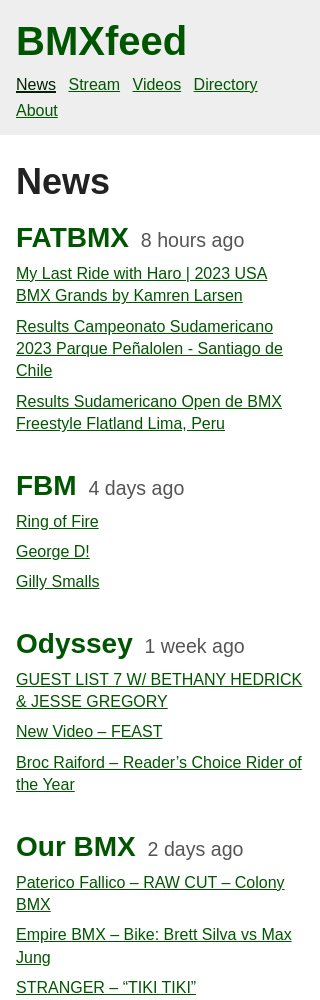 BMXfeed
News Stream Videos Directory
About
News
FATBMX 8 hours ago
My Last Ride with Haro | 2023 USA
BMX Grands by Kamren Larsen
Results Campeonato Sudamericano
2023 Parque Peñalolen - Santiago de
Chile
Results Sudamericano Open de BMX
Freestyle Flatland Lima, Peru
FBM 4 days ago
Ring of Fire
George D!
Gilly Smalls
Odyssey 1 week ago
GUEST LIST 7 W/ BETHANY HEDRICK
& JESSE GREGORY
New Video – FEAST
Broc Raiford – Reader’s Choice Rider of
the Year
Our BMX 2 days ago
Paterico Fallico – RAW CUT – Colony
BMX
Empire BMX – Bike: Brett Silva vs Max
Jung
STRANGER – “TIKI TIKI”